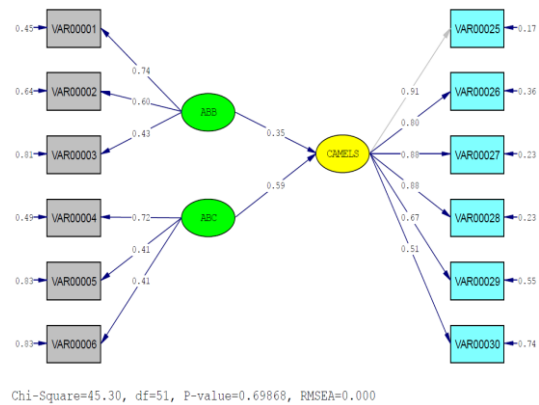 0.45 VAR00001 VAR00025 0.17
0.74 0.91
0.64 VAR00002 VAR00026 0.36
0.60 ABB 0.80
0.43 0.35
0.81 VAR00003 CAMELS 0.88 VAR00027 0.23
0.59 0.88
0.49 VAR00004 0.72 ABC VAR00028 0.23
0.41 0.67
0.51
0.83 VAR00005 0.41 VAR00029 0.55
0.83 VAR00006 VAR00030 0.74
Chi-Square=45.30, df=51, P-value=0.69868, RMSEA=0.000